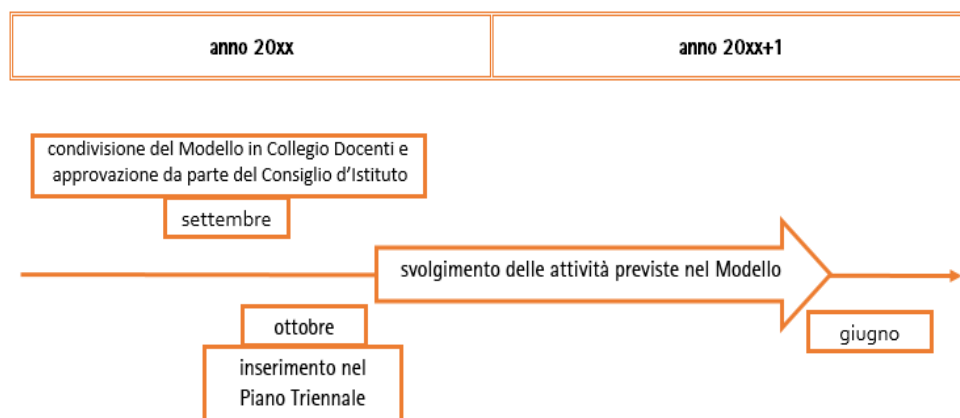 anno 20xx
anno 20xx+1
condivisione del Modello in Collegio Docenti e
approvazione da parte del Consiglio d'Istituto
settembre
svolgimento delle attività previste nel Modello
ottobre
giugno
inserimento nel
Piano Triennale